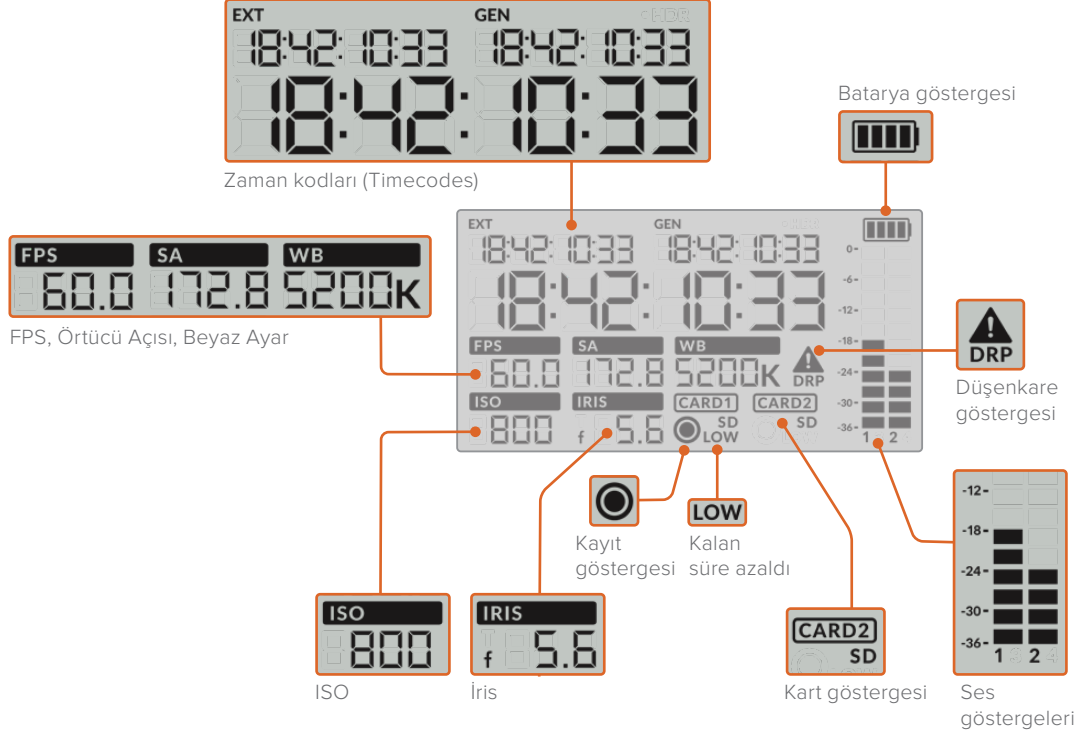 EXT GEN HDR
18:42:10:33 18:42:10:33
18:42:10:33
Zaman kodları (Timecodes)
Batarya göstergesi
EXT GEN
18:42:10:33 18:42:10:33
18:42:10:33
FPS SA WB
60.0 172.8 5200K
ISO IRIS CARD1 CARD2
800 f 5.6 SD SD
LOW
DRP
0-
-6-
-12-
-18-
-24-
-30-
-36-
1 2
FPS SA WB
60.0 172.8 5200K
FPS, Örtücü Açısı, Beyaz Ayar
DRP
Düşenkare
göstergesi
Kayıt
göstergesi
LOW
Kalan
süre azaldı
ISO
800
ISO
IRIS
f 5.6
İris
CARD2
SD
Kart göstergesi
-12-
-18-
-24-
-30-
-36-
1 2
Ses
göstergeleri